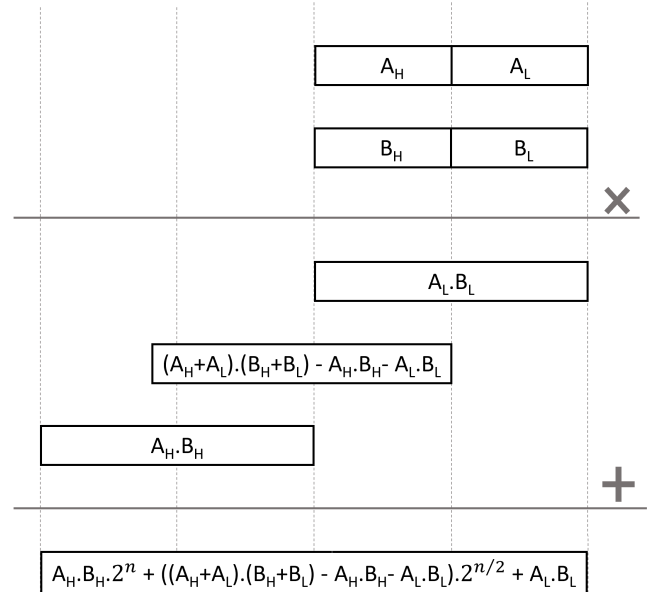 A_H A_L
B_H B_L
×
A_L.B_L
(A_H+A_L).(B_H+B_L) - A_H.B_H- A_L.B_L
A_H.B_H
+
A_H.B_H.2^n + ((A_H+A_L).(B_H+B_L) - A_H.B_H- A_L.B_L).2^{n/2} + A_L.B_L